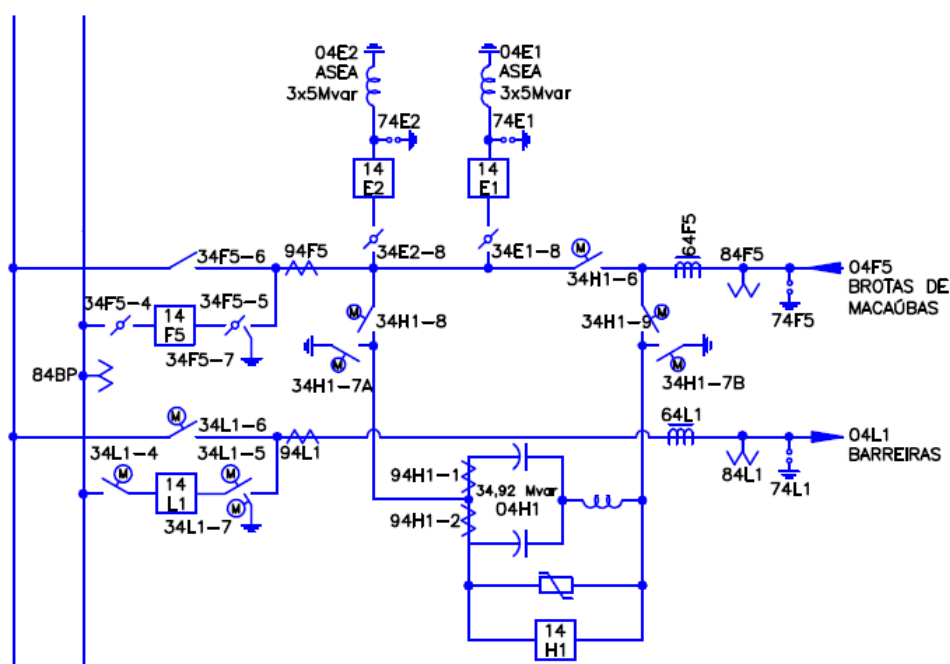 04E2
ASEA
3x5Mvar
04E1
ASEA
3x5Mvar
74E2
74E1
14
E2
14
E1
34F5-6
94F5
34E2-8
34E1-8
M
34H1-6
64F5
84F5
04F5
BROTAS DE
MACAÚBAS
74F5
34F5-4
14
F5
34F5-5
34F5-7
M
34H1-8
34H1-9
M
84BP
M
34H1-7A
M
34H1-7B
M
34L1-6
94L1
64L1
04L1
BARREIRAS
84L1
74L1
34L1-4
M
14
L1
34L1-5
M
M
34L1-7
94H1-1
34,92 Mvar
04H1
94H1-2
14
H1